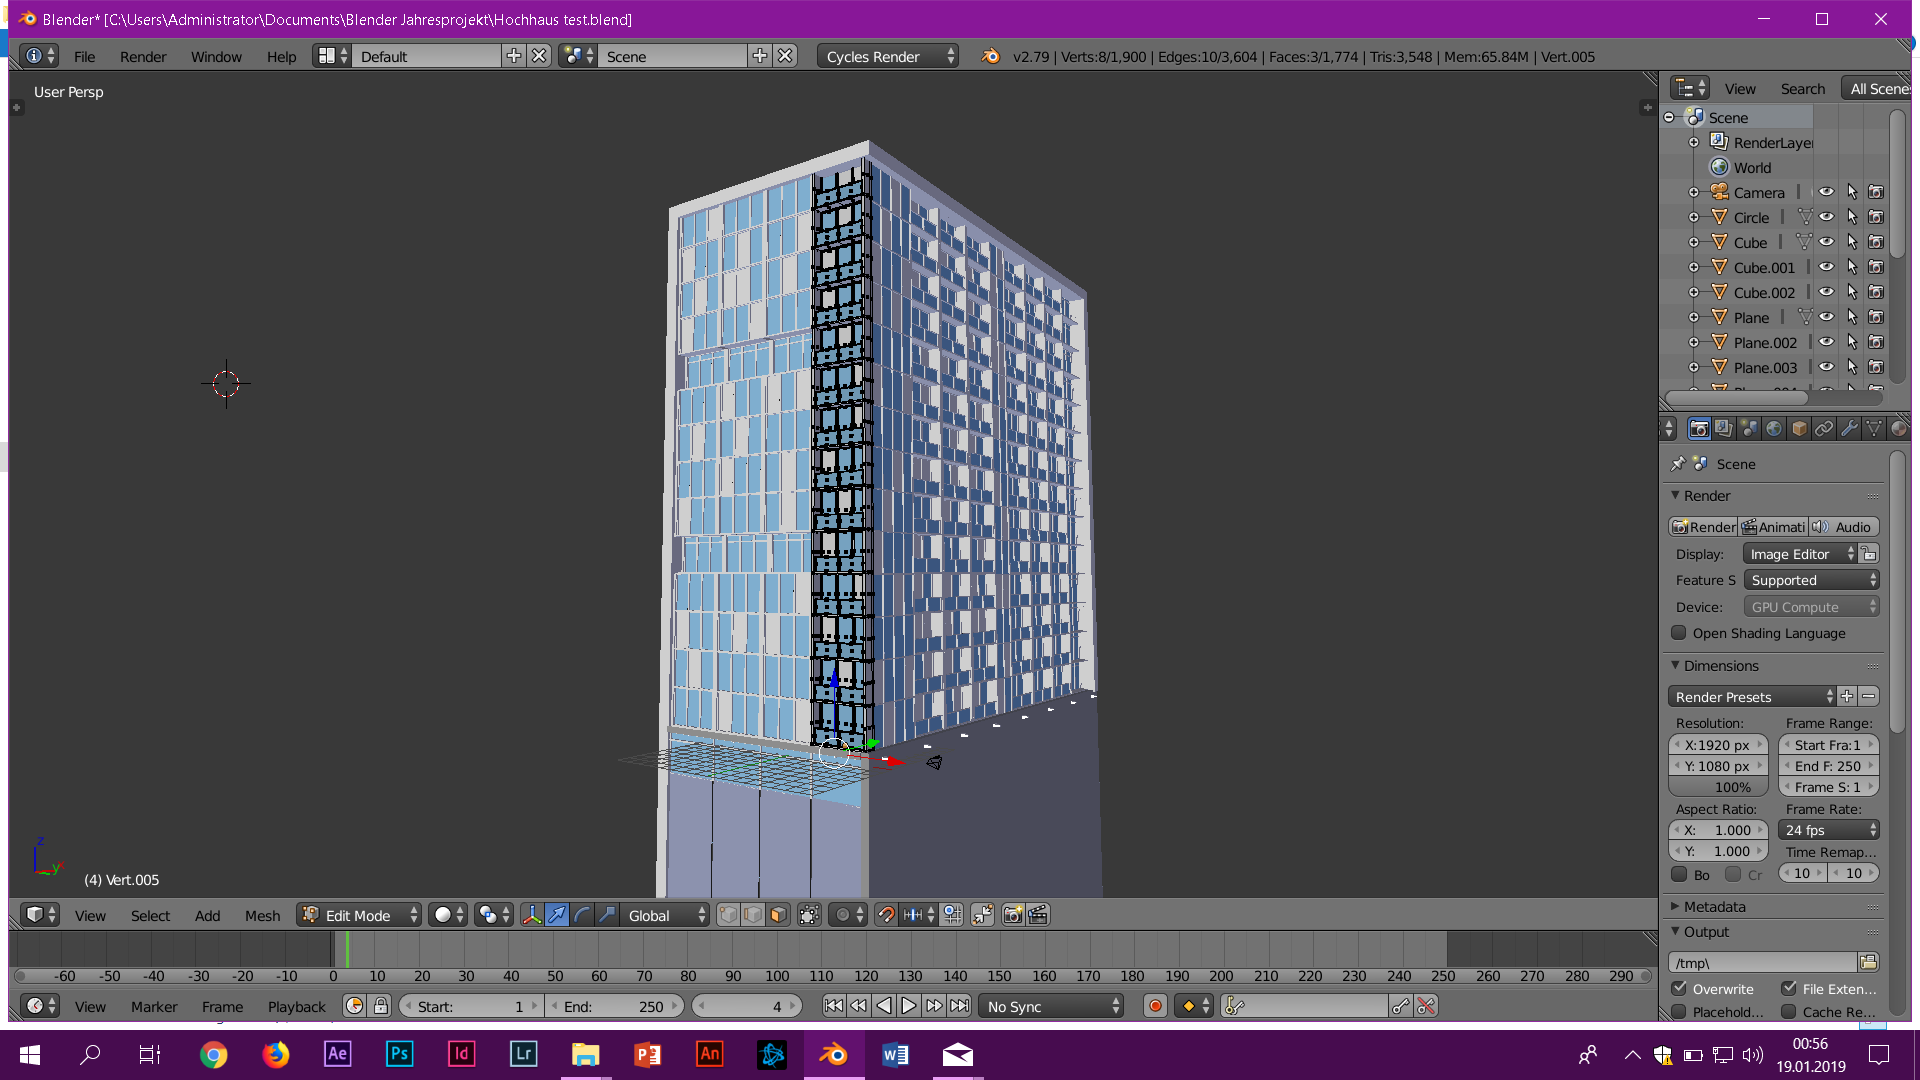 Blender* [C:\Users\Administrator\Documents\Blender Jahresprojekt\Hochhaus test.blend]
File Render Window Help Default Scene Cycles Render v2.79 | Verts:8/1,900 | Edges:10/3,604 | Faces:3/1,774 | Tris:3,548 | Mem:65.84M | Vert.005
User Persp
View Search All Scene
Scene
RenderLaye
World
Camera
Circle
Cube
Cube.001
Cube.002
Plane
Plane.002
Plane.003
Scene
Render
Render Animati Audio
Display: Image Editor
Feature S Supported
Device: GPU Compute
Open Shading Language
Dimensions
Render Presets
Resolution: Frame Range:
X:1920 px Start Fra:1
Y: 1080 px End F: 250
100% Frame S: 1
Aspect Ratio: Frame Rate:
X: 1.000 24 fps
Y: 1.000 Time Remap...
Bo Cr 10 10
Metadata
Output
/tmp\
Overwrite File Exten...
Placehold... Cache Re...
z
y
(4) Vert.005
View Select Add Mesh Edit Mode Global
-60 -50 -40 -30 -20 -10 0 10 20 30 40 50 60 70 80 90 100 110 120 130 140 150 160 170 180 190 200 210 220 230 240 250 260 270 280 290
View Marker Frame Playback Start: 1 End: 250 4 No Sync
Ae Ps Id Lr P An W
00:56
19.01.2019